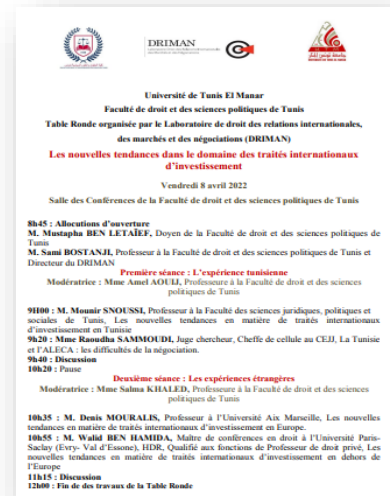 DRIMAN
Université de Tunis El Manar
Faculté de droit et des sciences politiques de Tunis
Table Ronde organisée par le Laboratoire de droit des relations internationales,
des marchés et des négociations (DRIMAN)
Les nouvelles tendances dans le domaine des traités internationaux
d'investissement
Vendredi 8 avril 2022
Salle des Conférences de la Faculté de droit et des sciences politiques de Tunis
8h45 : Allocutions d'ouverture
M. Mustapha BEN LETAÏEF, Doyen de la Faculté de droit et des sciences politiques de
Tunis
M. Sami BOSTANJI, Professeur à la Faculté de droit et des sciences politiques de Tunis et
Directeur du DRIMAN
Première séance : L'expérience tunisienne
Modératrice : Mme Amel AOUIJ, Professeure à la Faculté de droit et des sciences
politiques de Tunis
9H00 : M. Mounir SNOUSSI, Professeur à la Faculté des sciences juridiques, politiques et
sociales de Tunis, Les nouvelles tendances en matière de traités internationaux
d'investissement en Tunisie
9h20 : Mme Raoudha SAMMOUDI, Juge chercheur, Cheffe de cellule au CEJJ, La Tunisie
et l'ALECA : les difficultés de la négociation.
9h40 : Discussion
10h20 : Pause
Deuxième séance : Les expériences étrangères
Modératrice : Mme Salma KHALED, Professeure à la Faculté de droit et des sciences
politiques de Tunis
10h35 : M. Denis MOURALIS, Professeur à l'Université Aix Marseille, Les nouvelles
tendances en matière de traités internationaux d'investissement en Europe.
10h55 : M. Walid BEN HAMIDA, Maître de conférences en droit à l'Université Paris-
Saclay (Evry- Val d'Essone), HDR, Qualifié aux fonctions de Professeur de droit privé, Les
nouvelles tendances en matière de traités internationaux d'investissement en dehors de
l'Europe
11h15 : Discussion
12h00 : Fin de des travaux de la Table Ronde